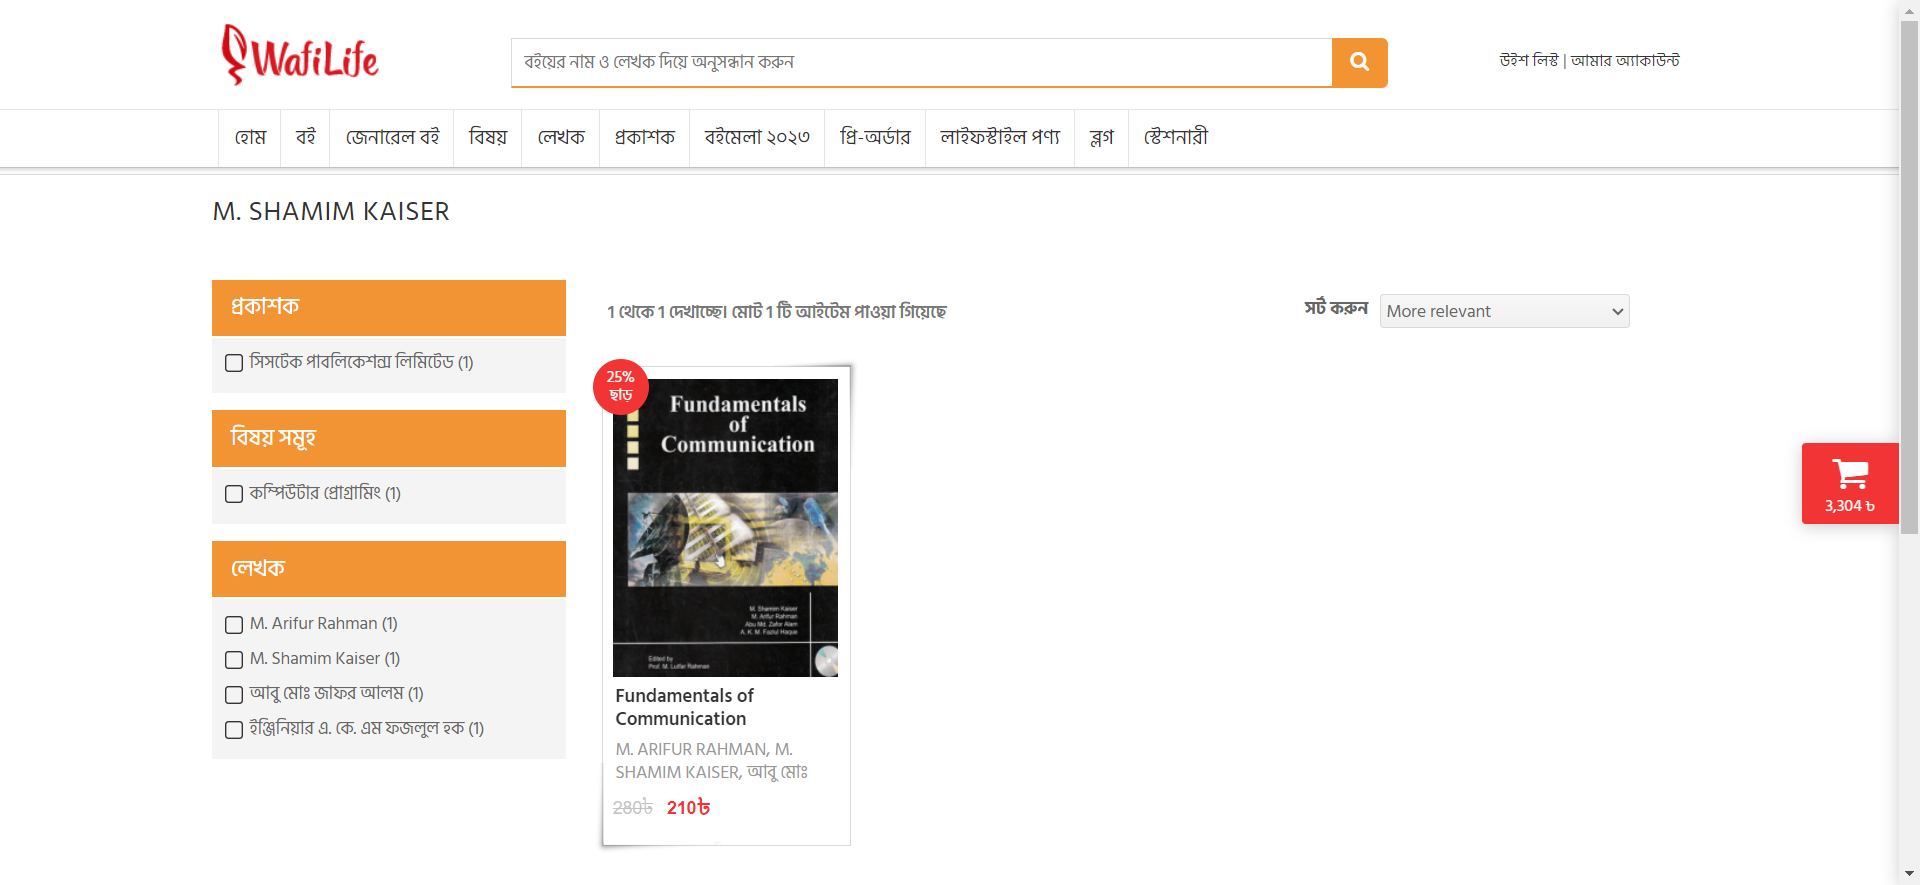 WafiLife
বইয়ের নাম ও লেখক দিয়ে অনুসন্ধান করুন
উইশ লিস্ট | আমার অ্যাকাউন্ট
হোম বই জেনারেল বই বিষয় লেখক প্রকাশক বইমেলা ২০২৩ প্রি-অর্ডার লাইফস্টাইল পণ্য ব্লগ স্টেশনারী
M. SHAMIM KAISER
প্রকাশক
সিসটেক পাবলিকেশন্স লিমিটেড (1)
বিষয় সমূহ
কম্পিউটার প্রোগ্রামিং (1)
লেখক
M. Arifur Rahman (1)
M. Shamim Kaiser (1)
আবু মোঃ জাফর আলম (1)
ইঞ্জিনিয়ার এ. কে. এম ফজলুল হক (1)
1 থেকে 1 দেখাচ্ছে। মোট 1 টি আইটেম পাওয়া গিয়েছে
সর্ট করুন More relevant
25%
ছাড়
Fundamentals
of
Communication
M. Shamim Kaiser
M. Arifur Rahman
Abu Md. Zafor Alam
A. K. M. Fazlul Haque
Edited by
Prof. M. Lutfar Rahman
Fundamentals of
Communication
M. ARIFUR RAHMAN, M.
SHAMIM KAISER, আবু মোঃ
280৳ 210৳
3,304 ৳